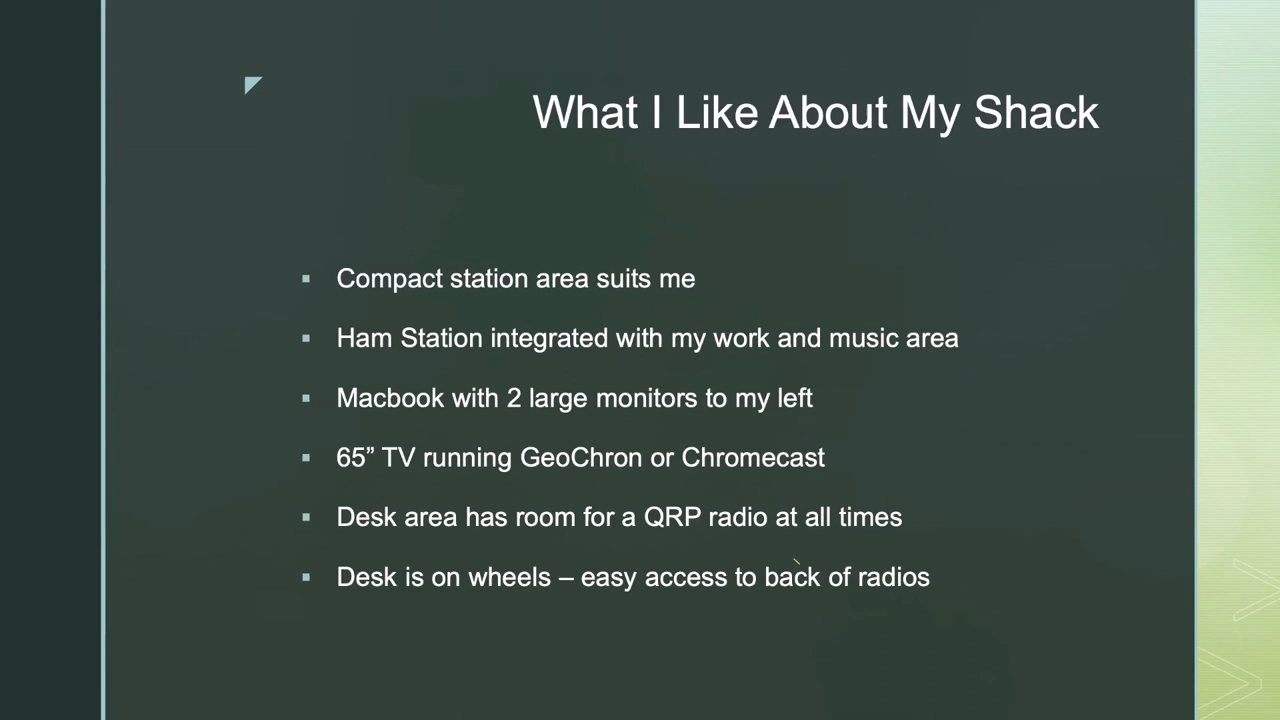 What I Like About My Shack
▪ Compact station area suits me
▪ Ham Station integrated with my work and music area
▪ Macbook with 2 large monitors to my left
▪ 65” TV running GeoChron or Chromecast
▪ Desk area has room for a QRP radio at all times
▪ Desk is on wheels – easy access to back of radios